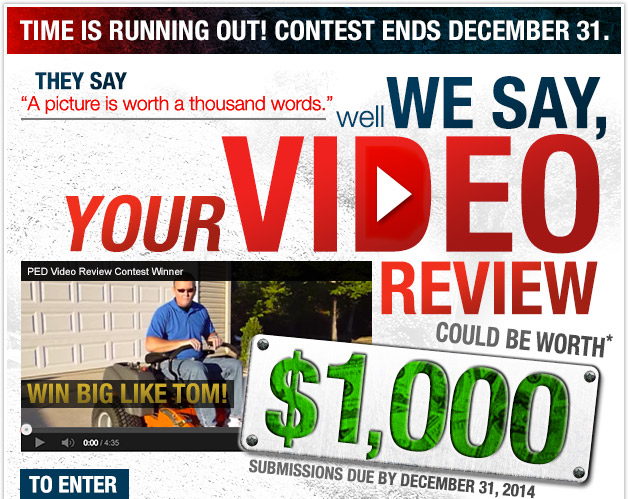 TIME IS RUNNING OUT! CONTEST ENDS DECEMBER 31.
THEY SAY
“A picture is worth a thousand words.”
well WE SAY,
YOUR VIDEO
REVIEW
COULD BE WORTH*
$1,000
SUBMISSIONS DUE BY DECEMBER 31, 2014
PED Video Review Contest Winner
WIN BIG LIKE TOM!
0:00 / 4:35
TO ENTER